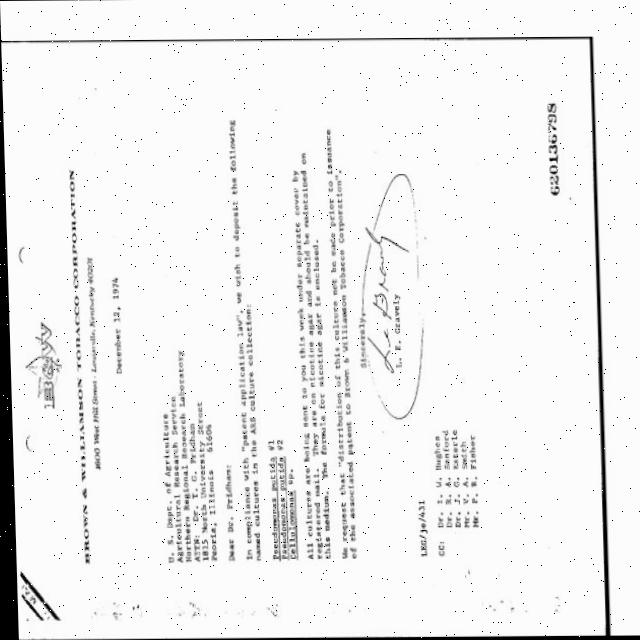 B&W
BROWN & WILLIAMSON TOBACCO CORPORATION
1600 West Hill Street · Louisville, Kentucky 40201
December 12, 1974
U. S. Dept. of Agriculture
Agricultural Research Service
Northern Regional Research Laboratory
ATTN: Dr. T. G. Pridham
1815 North University Street
Peoria, Illinois 61604
Dear Dr. Pridham:
In compliance with "patent application law", we wish to deposit the following
named cultures in the ARS culture collection:
Pseudomonas putida #1
Pseudomonas putida #2
Cellulomonas sp.
All cultures are being sent to you this week under separate cover by
registered mail. They are on nicotine agar and should be maintained on
this medium. The formula for nicotine agar is enclosed.
We request that "distribution of this culture not be made prior to issuance
of the associated patent to Brown & Williamson Tobacco Corporation".
Sincerely,
L. E. Gravely
LEG/je/431
CC: Dr. I. W. Hughes
Dr. R. A. Sanford
Dr. J. G. Esterle
Mr. V. A. Smith
Mr. P. R. Fisher
620136798